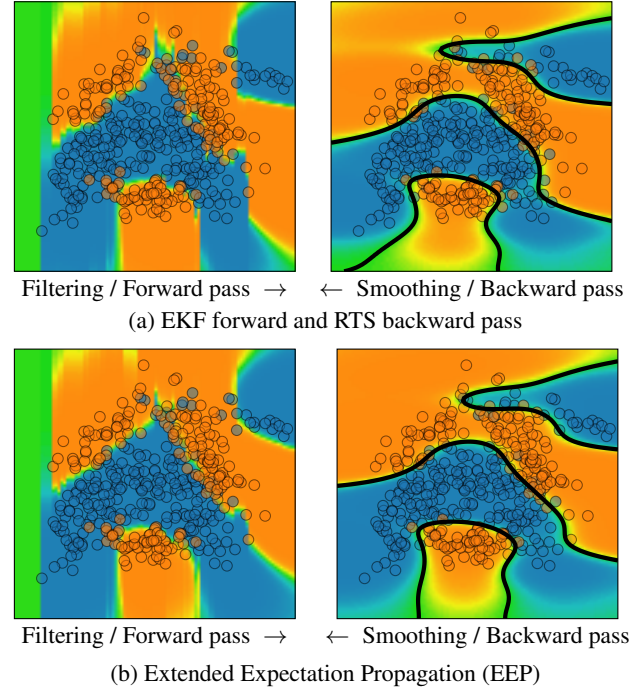 Filtering / Forward pass → ← Smoothing / Backward pass
(a) EKF forward and RTS backward pass
Filtering / Forward pass → ← Smoothing / Backward pass
(b) Extended Expectation Propagation (EEP)